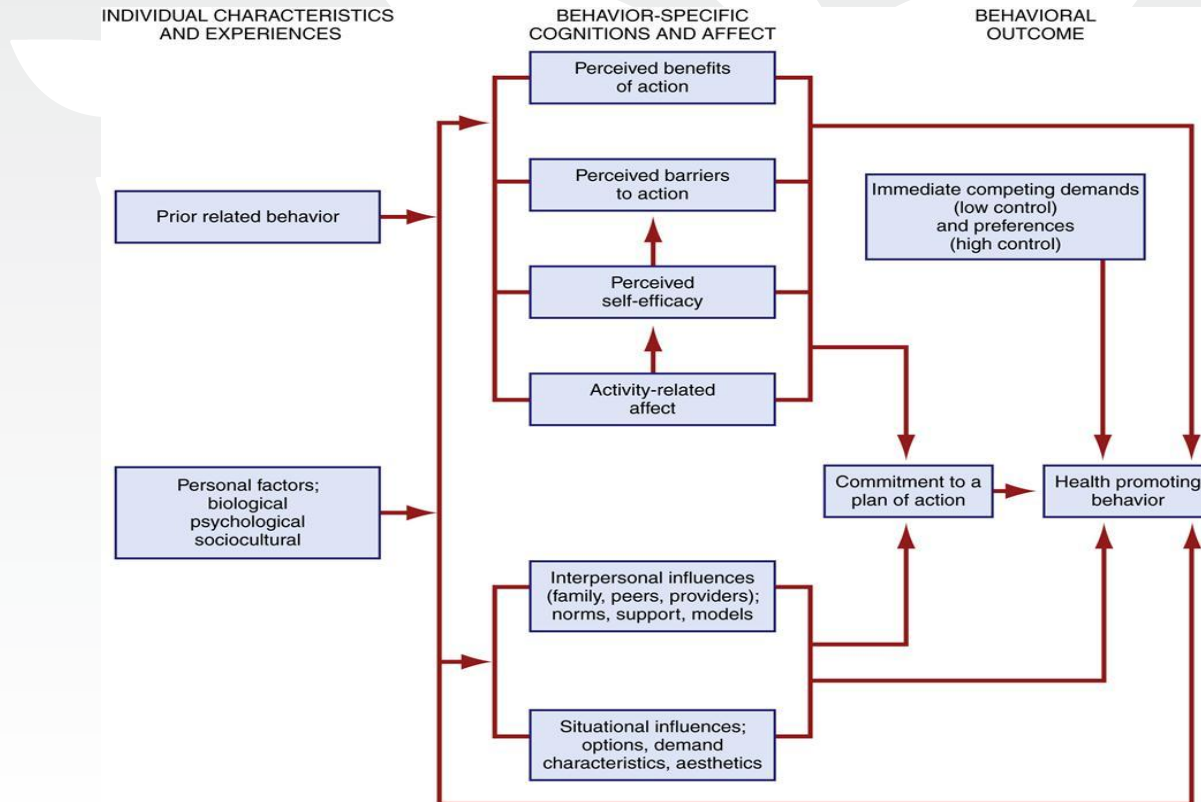 INDIVIDUAL CHARACTERISTICS
AND EXPERIENCES
BEHAVIOR-SPECIFIC
COGNITIONS AND AFFECT
BEHAVIORAL
OUTCOME
Perceived benefits
of action
Perceived barriers
to action
Prior related behavior
Immediate competing demands
(low control)
and preferences
(high control)
Perceived
self-efficacy
Activity-related
affect
Personal factors;
biological
psychological
sociocultural
Commitment to a
plan of action
Health promoting
behavior
Interpersonal influences
(family, peers, providers);
norms, support, models
Situational influences;
options, demand
characteristics, aesthetics